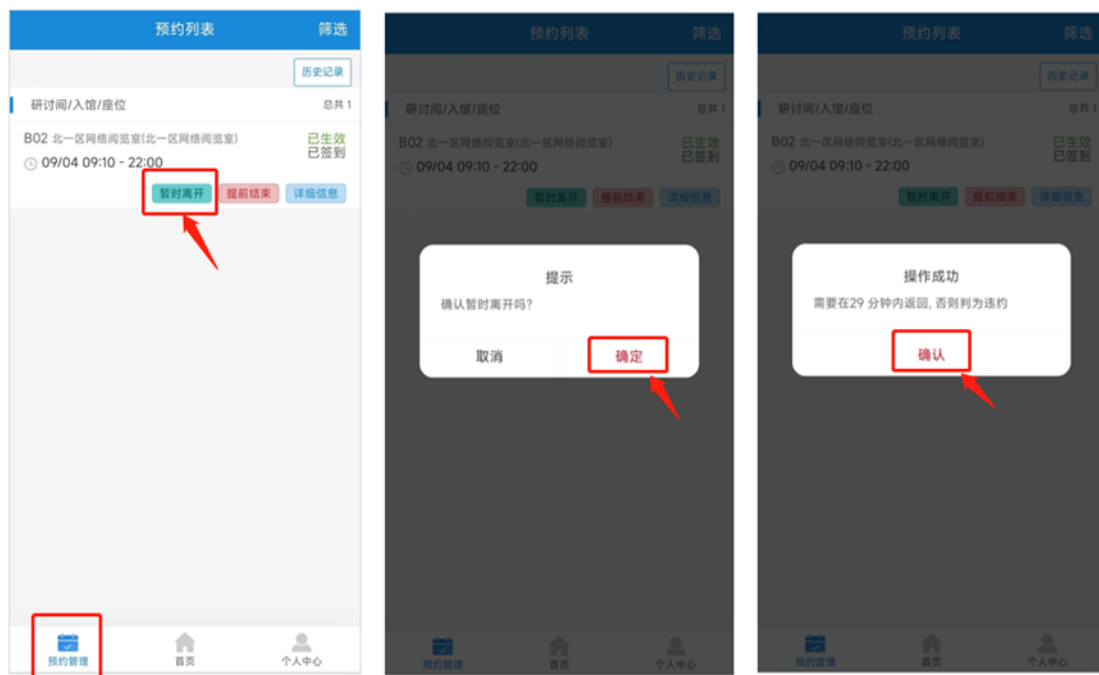 预约列表 筛选
历史记录
研讨间/入馆/座位 总共 1
B02 北一区网络阅览室(北一区网络阅览室) 已生效
09/04 09:10 - 22:00 已签到
暂时离开 提前结束 详细信息
预约管理 首页 个人中心
预约列表 筛选
历史记录
研讨间/入馆/座位 总共 1
B02 北一区网络阅览室(北一区网络阅览室) 已生效
09/04 09:10 - 22:00 已签到
暂时离开 提前结束 详细信息
提示
确认暂时离开吗?
取消 确定
预约管理 首页 个人中心
预约列表 筛选
历史记录
研讨间/入馆/座位 总共 1
B02 北一区网络阅览室(北一区网络阅览室) 已生效
09/04 09:10 - 22:00 已签到
暂时离开 提前结束 详细信息
操作成功
需要在29 分钟内返回, 否则判为违约
确认
预约管理 首页 个人中心